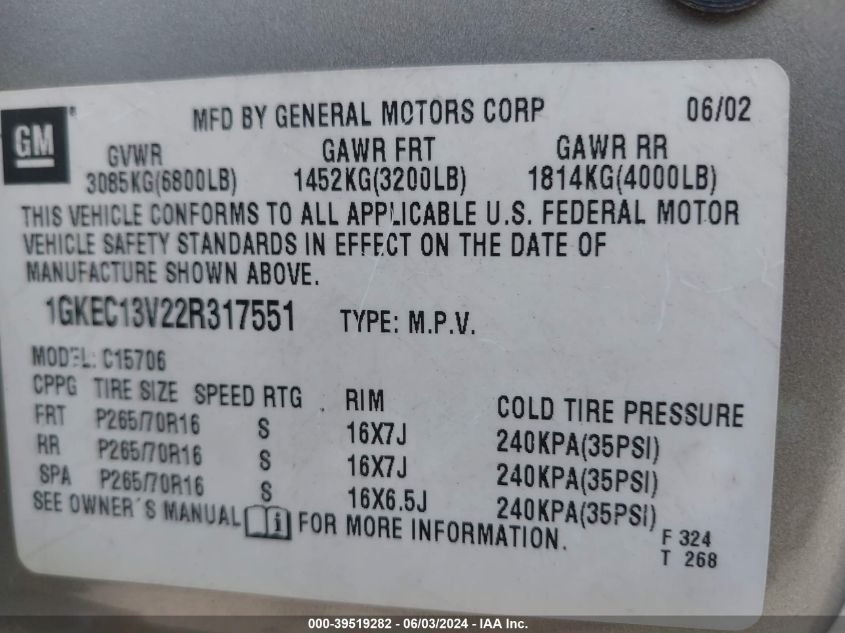 GM
MFD BY GENERAL MOTORS CORP 06/02
GVWR GAWR FRT GAWR RR
3085KG(6800LB) 1452KG(3200LB) 1814KG(4000LB)
THIS VEHICLE CONFORMS TO ALL APPLICABLE U.S. FEDERAL MOTOR
VEHICLE SAFETY STANDARDS IN EFFECT ON THE DATE OF
MANUFACTURE SHOWN ABOVE.
1GKEC13V22R317551 TYPE: M.P.V.
MODEL: C15706
CPPG TIRE SIZE SPEED RTG RIM COLD TIRE PRESSURE
FRT P265/70R16 S 16X7J 240KPA(35PSI)
RR P265/70R16 S 16X7J 240KPA(35PSI)
SPA P265/70R16 S 16X6.5J 240KPA(35PSI)
SEE OWNER'S MANUAL i FOR MORE INFORMATION.
F 324
T 268
000-39519282 - 06/03/2024 - IAA Inc.